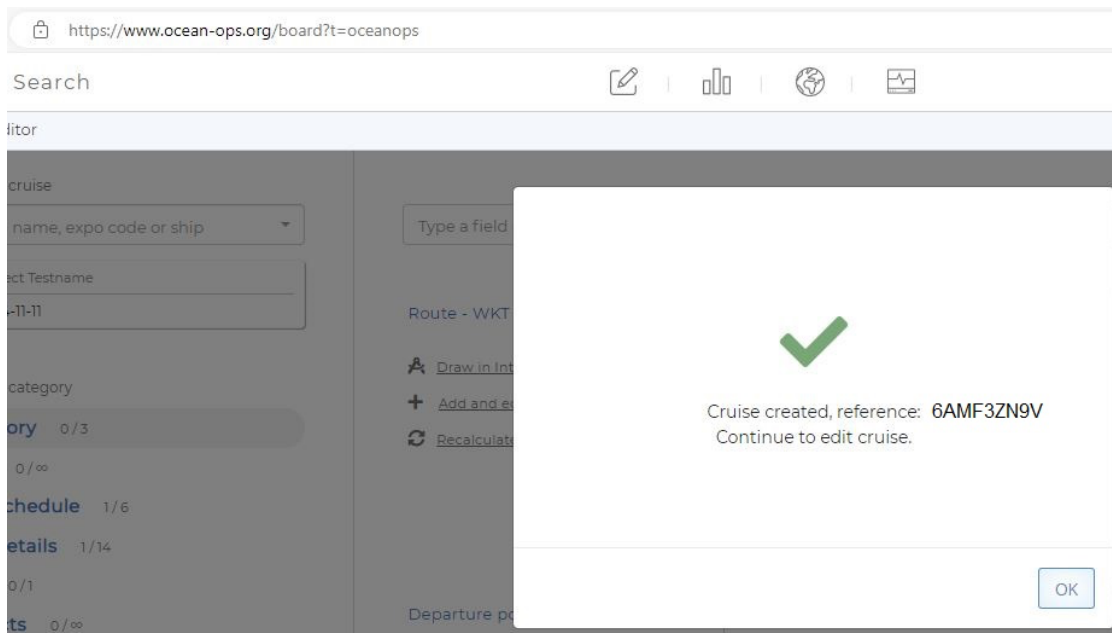 https://www.ocean-ops.org/board?t=oceanops
Search
ditor
cruise
name, expo code or ship
Type a field
ect Testname
-11-11
Route - WKT
Draw in Int
Add and e
Recalculate
category
ory 0/3
0/∞
chedule 1/6
etails 1/14
0/1
cts 0/∞
Departure po
Cruise created, reference: 6AMF3ZN9V
Continue to edit cruise.
OK